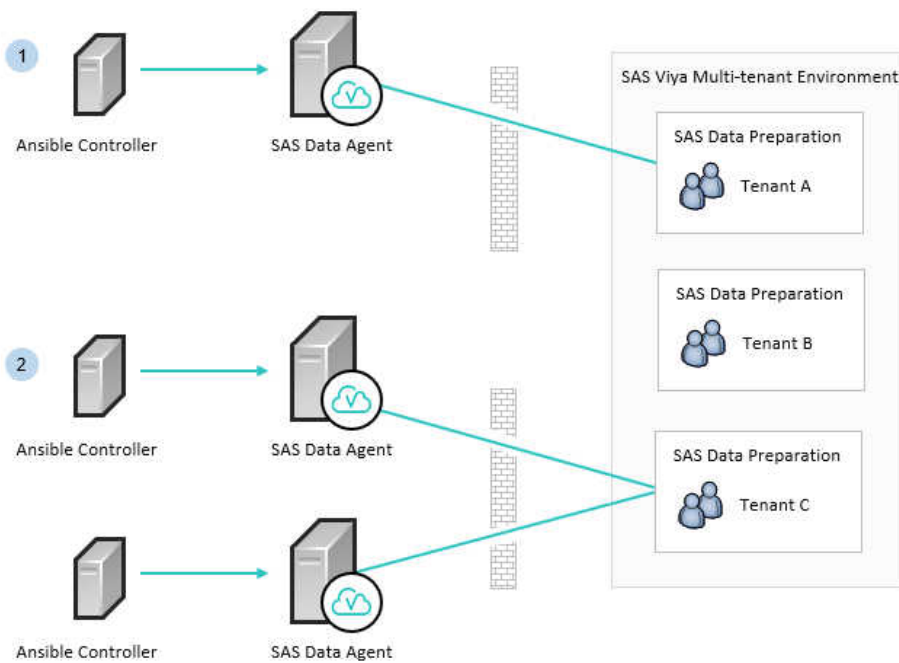 1
Ansible Controller
SAS Data Agent
SAS Viya Multi-tenant Environment
SAS Data Preparation
Tenant A
SAS Data Preparation
Tenant B
2
Ansible Controller
SAS Data Agent
SAS Data Preparation
Tenant C
Ansible Controller
SAS Data Agent